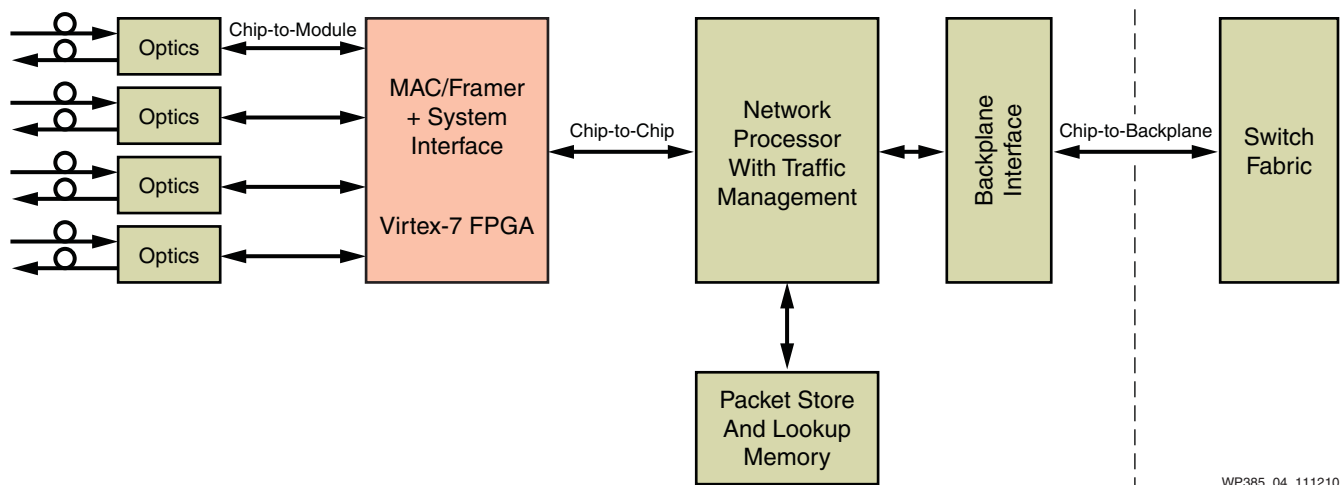 Optics
Chip-to-Module
Optics
Optics
Optics
MAC/Framer
+ System
Interface
Virtex-7 FPGA
Chip-to-Chip
Network
Processor
With Traffic
Management
Packet Store
And Lookup
Memory
Backplane
Interface
Chip-to-Backplane
Switch
Fabric
WP385_04_111210